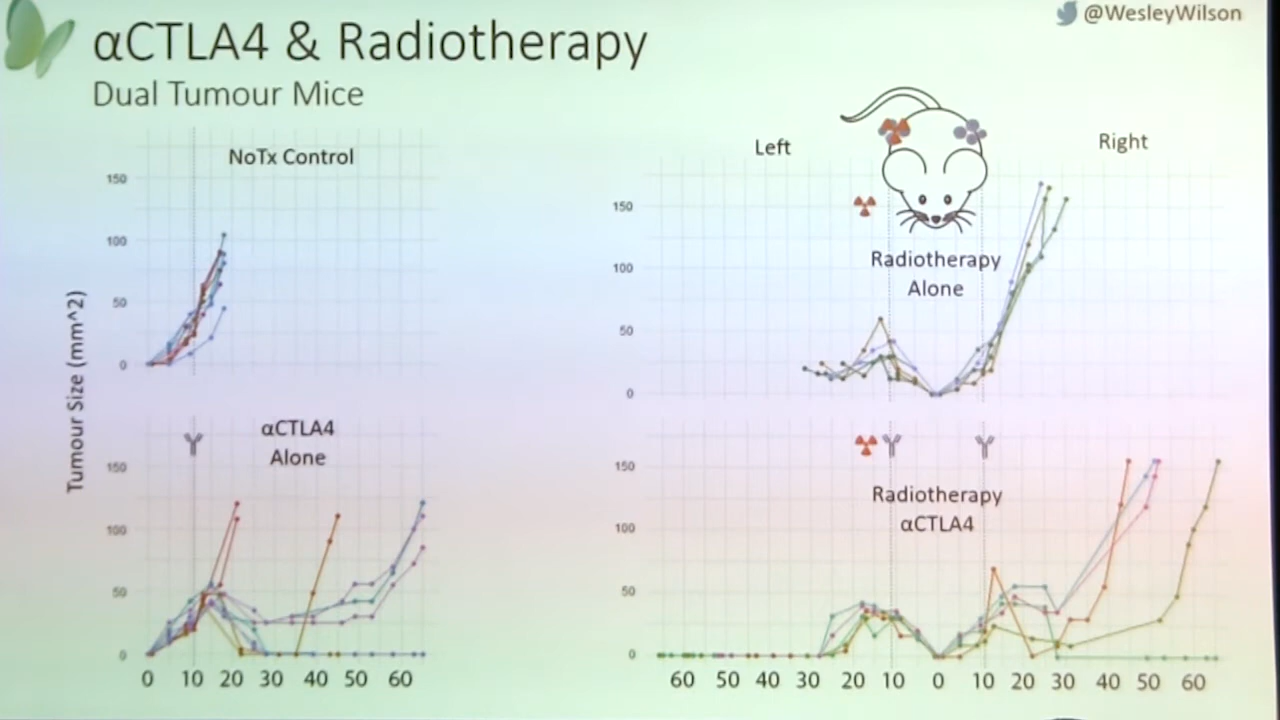 @WesleyWilson
αCTLA4 & Radiotherapy
Dual Tumour Mice
NoTx Control
150
100
50
0
Left
Right
150
100
50
0
Radiotherapy
Alone
Tumour Size (mm^2)
αCTLA4
Alone
150
100
50
0
0 10 20 30 40 50 60
Radiotherapy
αCTLA4
150
100
50
0
60 50 40 30 20 10 0 10 20 30 40 50 60